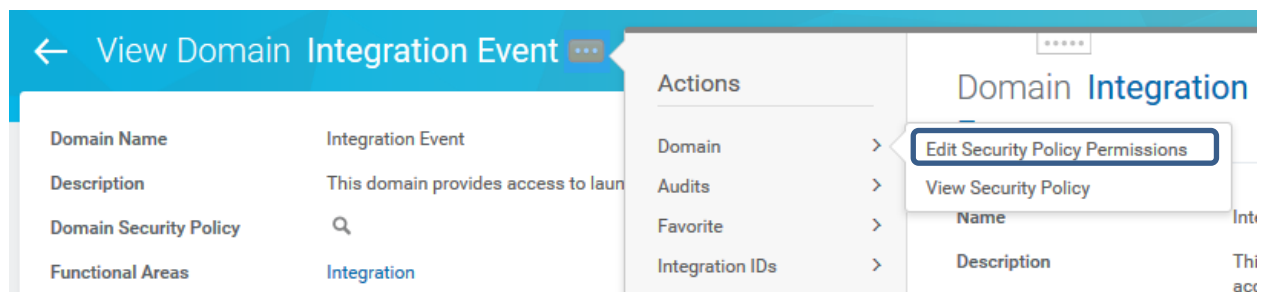 ← View Domain Integration Event
Domain Name Integration Event
Description This domain provides access to laun
Domain Security Policy
Functional Areas Integration
Actions
Domain >
Audits >
Favorite >
Integration IDs >
Edit Security Policy Permissions
View Security Policy
Domain Integration
Name Inte
Description Thi
acc